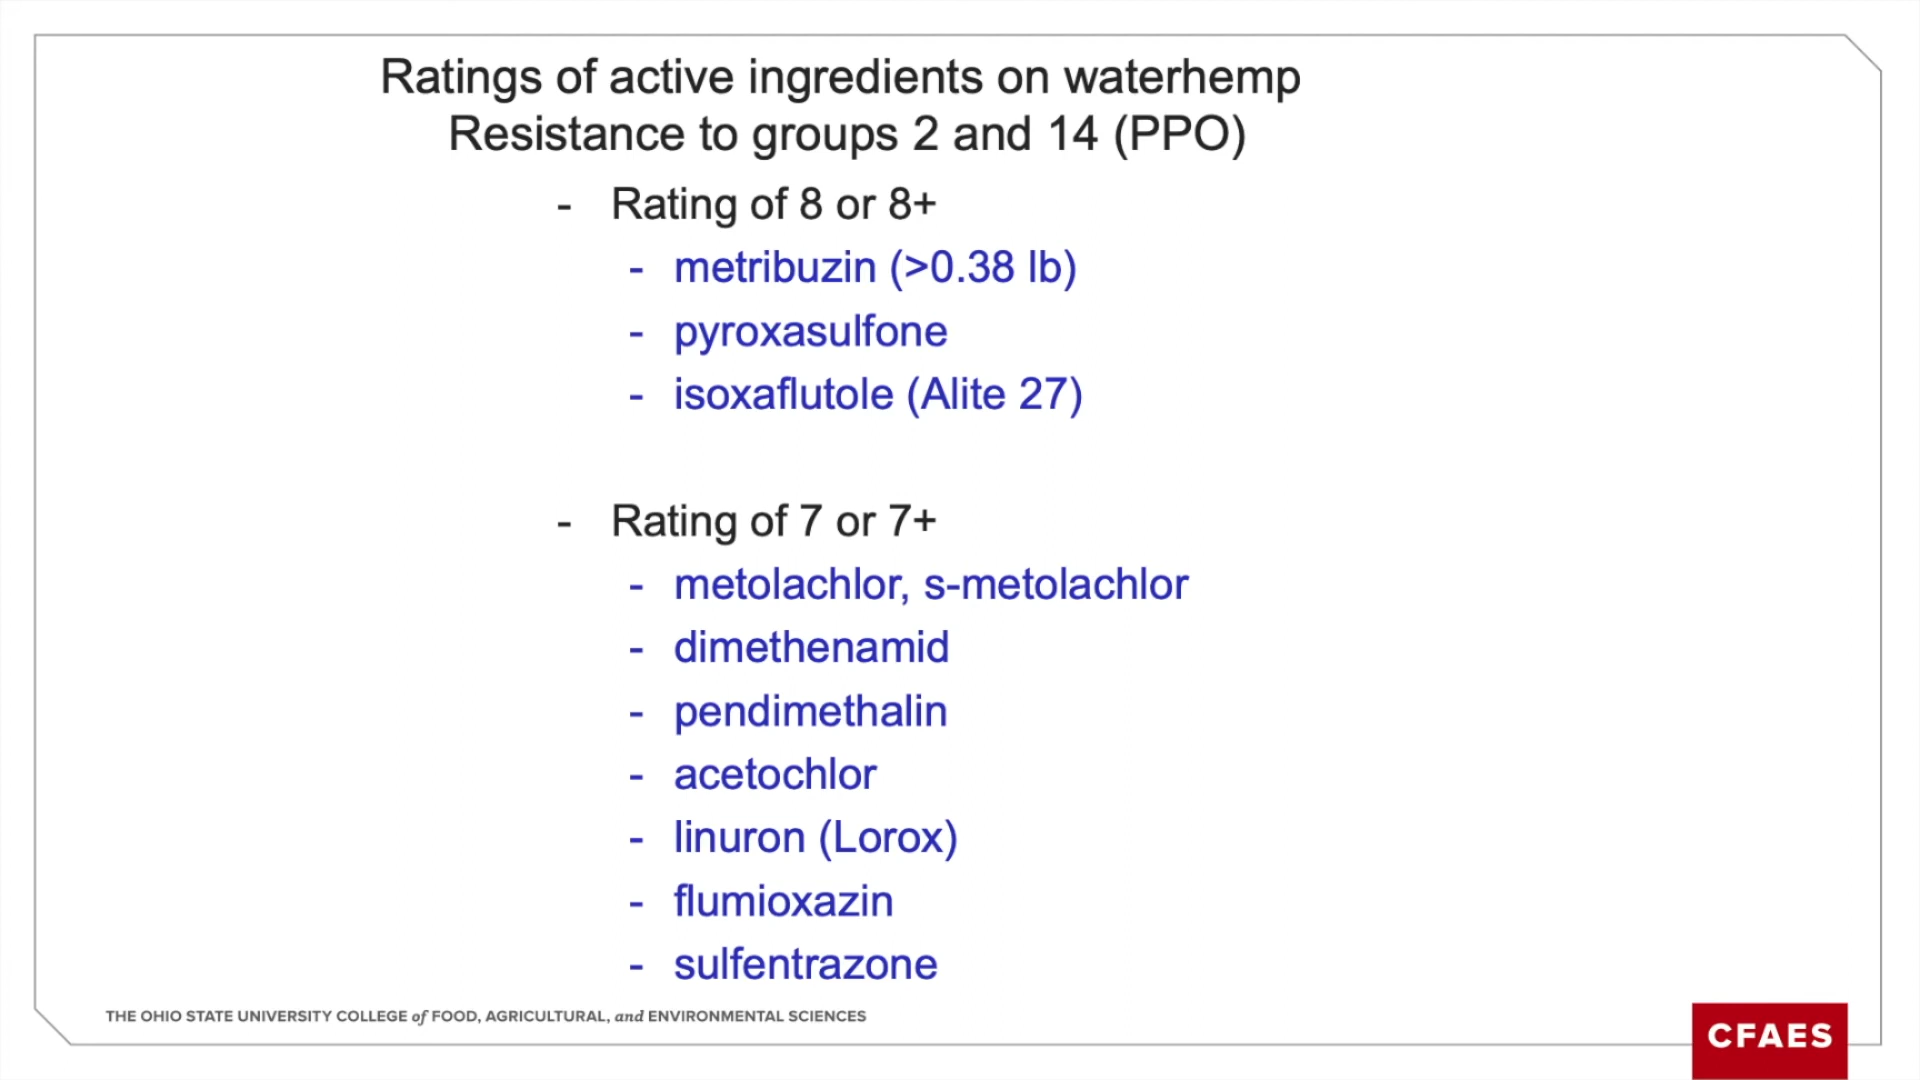 Ratings of active ingredients on waterhemp
Resistance to groups 2 and 14 (PPO)
- Rating of 8 or 8+
- metribuzin (>0.38 lb)
- pyroxasulfone
- isoxaflutole (Alite 27)
- Rating of 7 or 7+
- metolachlor, s-metolachlor
- dimethenamid
- pendimethalin
- acetochlor
- linuron (Lorox)
- flumioxazin
- sulfentrazone
THE OHIO STATE UNIVERSITY COLLEGE of FOOD, AGRICULTURAL, and ENVIRONMENTAL SCIENCES
CFAES